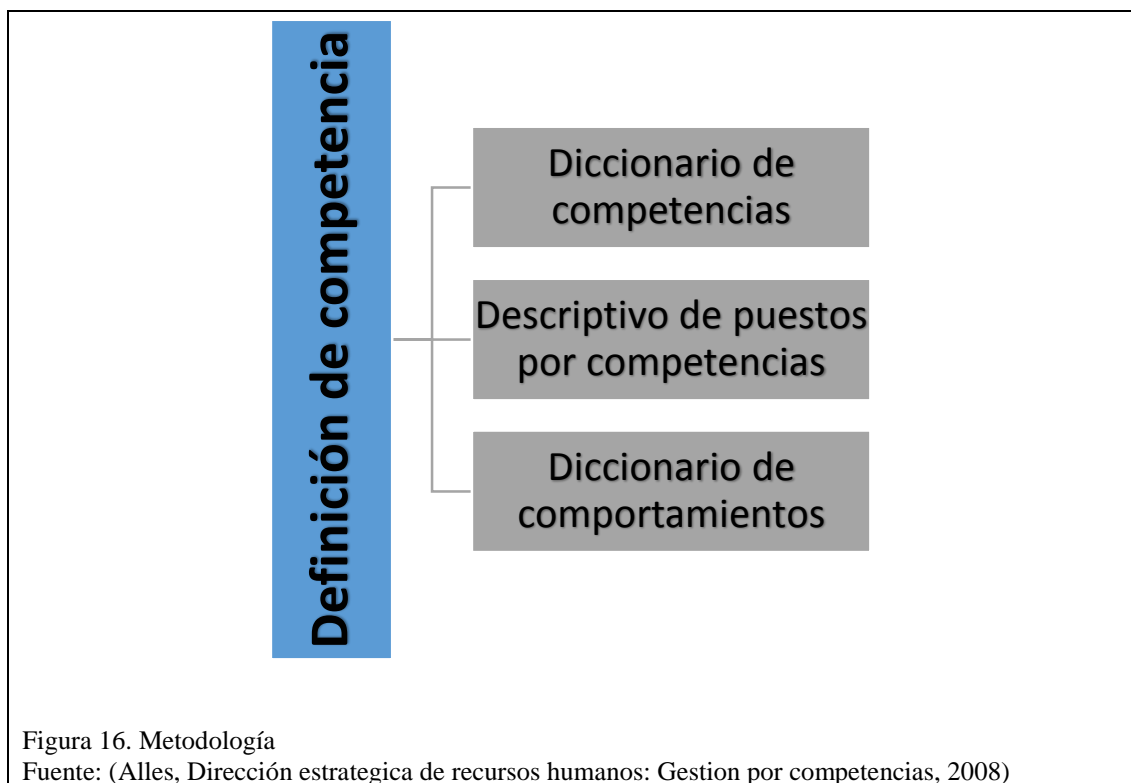 Definición de competencia
Diccionario de
competencias
Descriptivo de puestos
por competencias
Diccionario de
comportamientos
Figura 16. Metodología
Fuente: (Alles, Dirección estrategica de recursos humanos: Gestion por competencias, 2008)